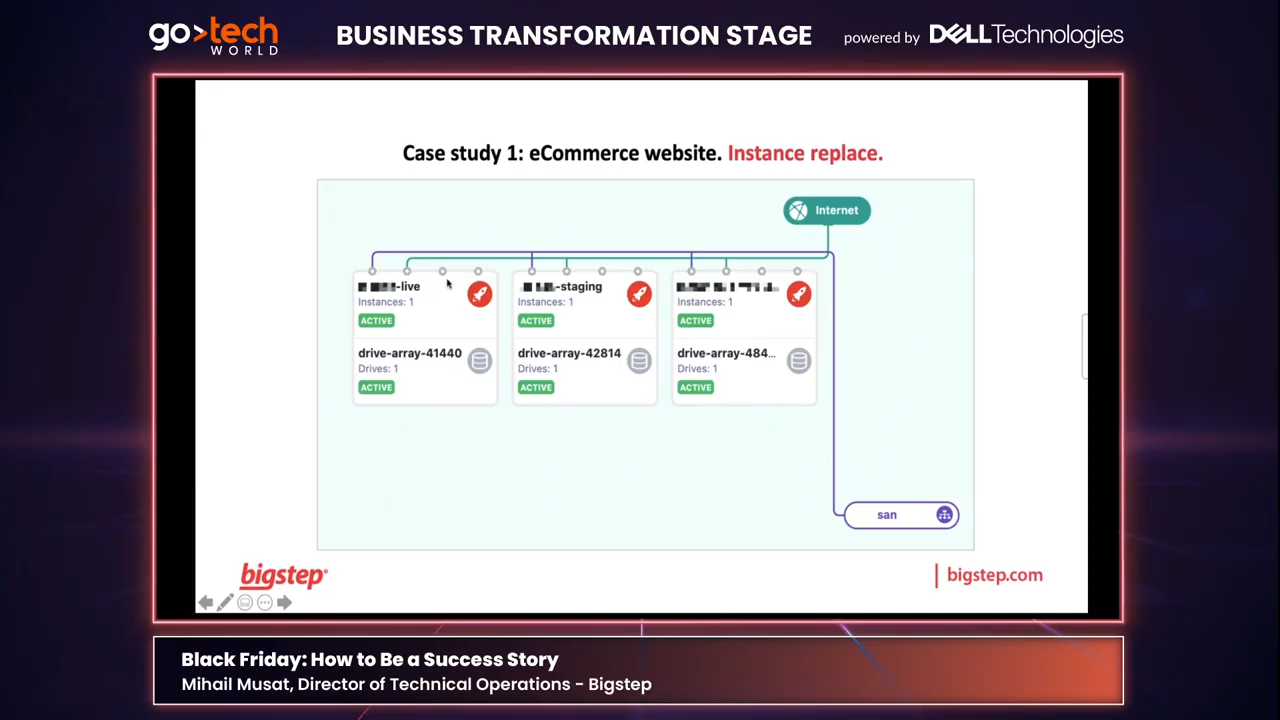 go>tech
WORLD
BUSINESS TRANSFORMATION STAGE
powered by DELL Technologies
Case study 1: eCommerce website. Instance replace.
Internet
-live
Instances: 1
ACTIVE
drive-array-41440
Drives: 1
ACTIVE
-staging
Instances: 1
ACTIVE
drive-array-42814
Drives: 1
ACTIVE
Instances: 1
ACTIVE
drive-array-484...
Drives: 1
ACTIVE
san
bigstep®
bigstep.com
Black Friday: How to Be a Success Story
Mihail Musat, Director of Technical Operations - Bigstep